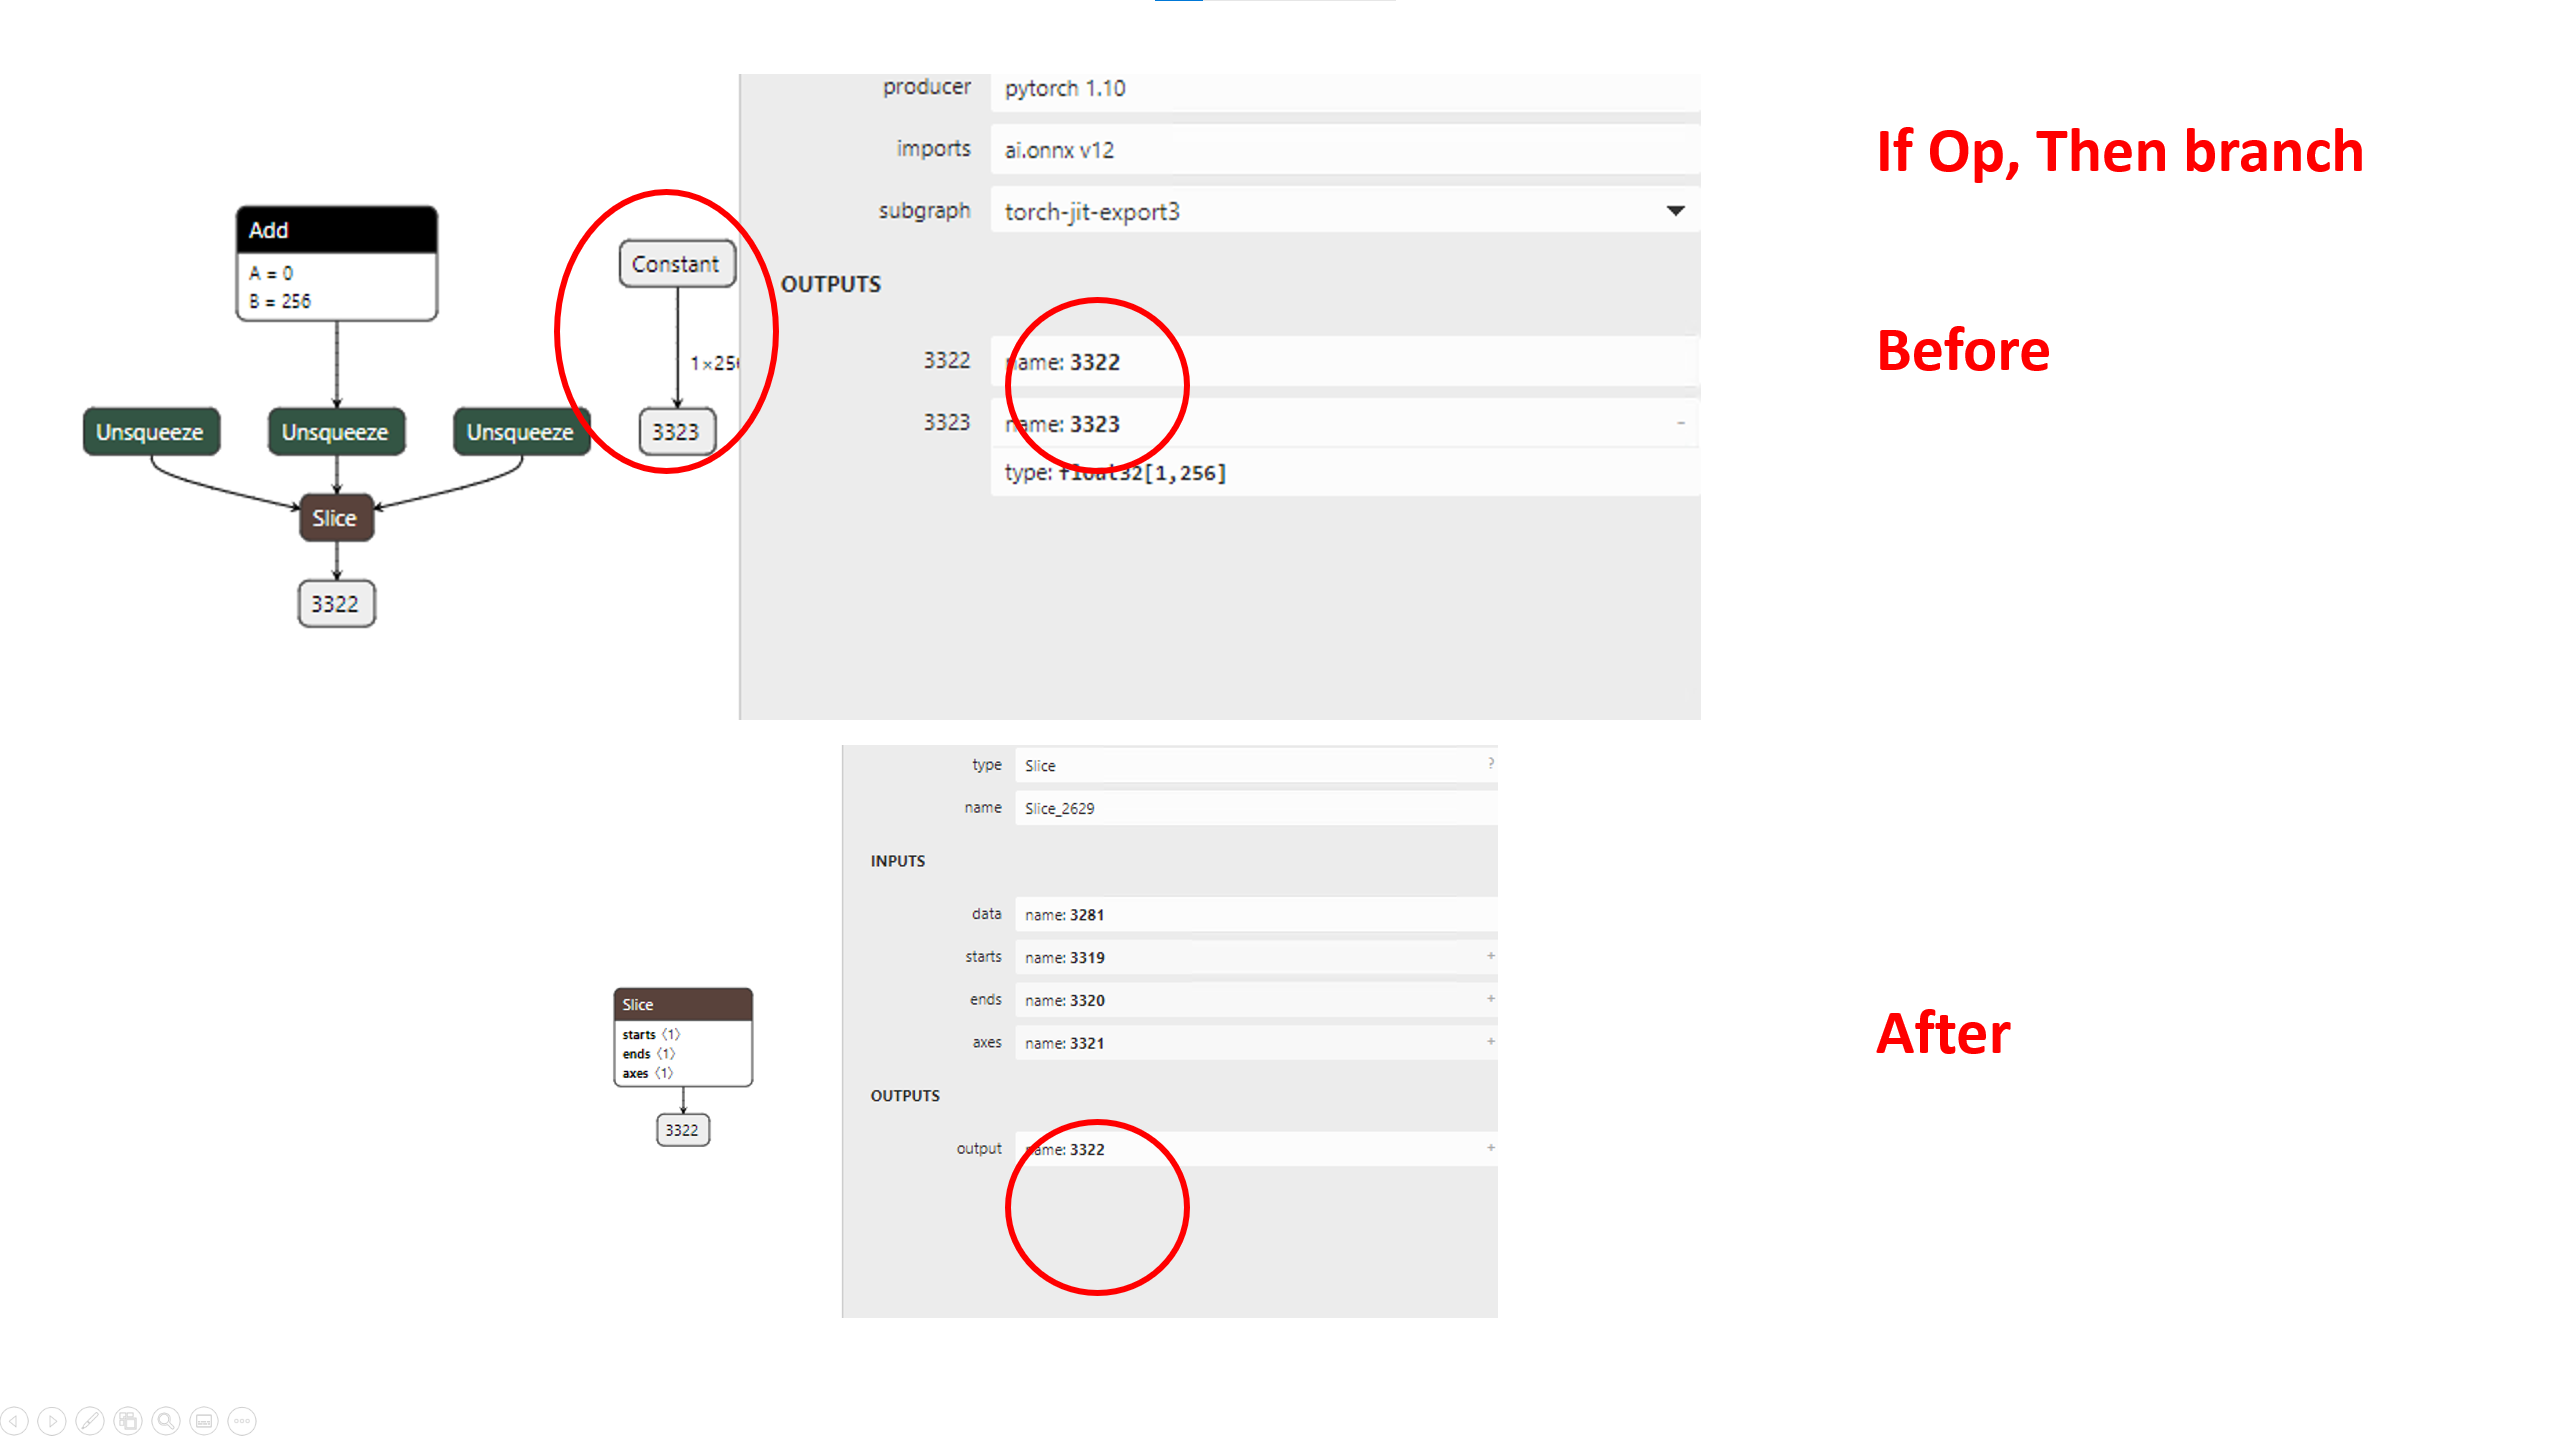 producer pytorch 1.10
imports ai.onnx v12
subgraph torch-jit-export3
If Op, Then branch
Add
A = 0
B = 256
Constant
OUTPUTS
3322 name: 3322
Before
1×256
3323 name: 3323
type: float32[1,256]
Unsqueeze Unsqueeze Unsqueeze 3323
Slice
3322
type Slice ?
name Slice_2629
INPUTS
data name: 3281
starts name: 3319 +
ends name: 3320 +
axes name: 3321 +
OUTPUTS
output name: 3322 +
Slice
starts 〈1〉
ends 〈1〉
axes 〈1〉
3322
After